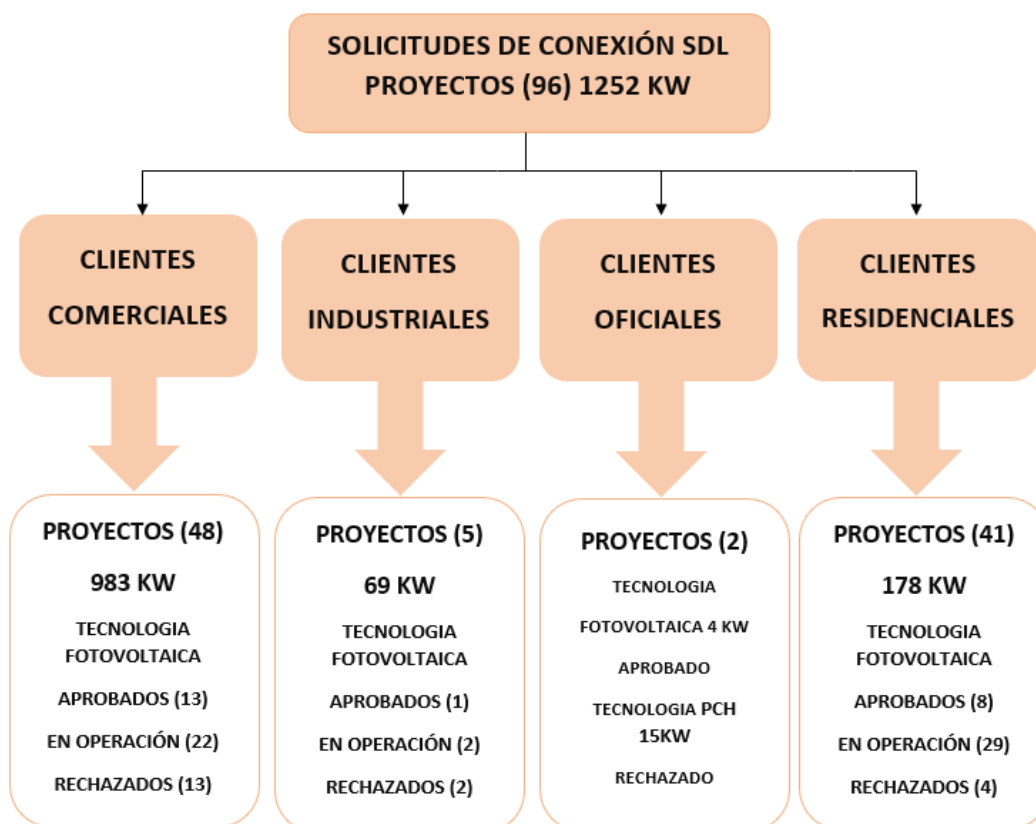 SOLICITUDES DE CONEXIÓN SDL
PROYECTOS (96) 1252 KW
CLIENTES
COMERCIALES
CLIENTES
INDUSTRIALES
CLIENTES
OFICIALES
CLIENTES
RESIDENCIALES
PROYECTOS (48)
983 KW
TECNOLOGIA
FOTOVOLTAICA
APROBADOS (13)
EN OPERACIÓN (22)
RECHAZADOS (13)
PROYECTOS (5)
69 KW
TECNOLOGIA
FOTOVOLTAICA
APROBADOS (1)
EN OPERACIÓN (2)
RECHAZADOS (2)
PROYECTOS (2)
TECNOLOGIA
FOTOVOLTAICA 4 KW
APROBADO
TECNOLOGIA PCH
15KW
RECHAZADO
PROYECTOS (41)
178 KW
TECNOLOGIA
FOTOVOLTAICA
APROBADOS (8)
EN OPERACIÓN (29)
RECHAZADOS (4)